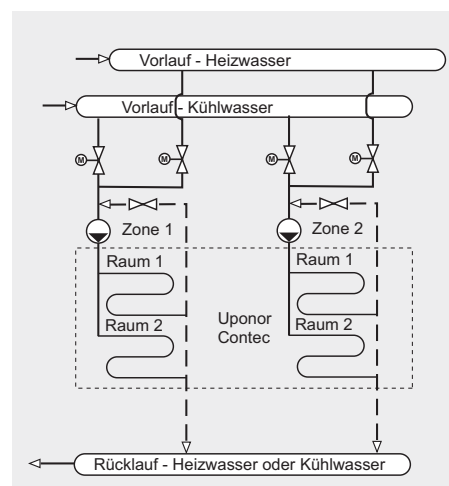 Vorlauf - Heizwasser
Vorlauf - Kühlwasser
M
M
M
M
Zone 1
Zone 2
Raum 1
Raum 1
Raum 2
Uponor
Contec
Raum 2
Rücklauf - Heizwasser oder Kühlwasser